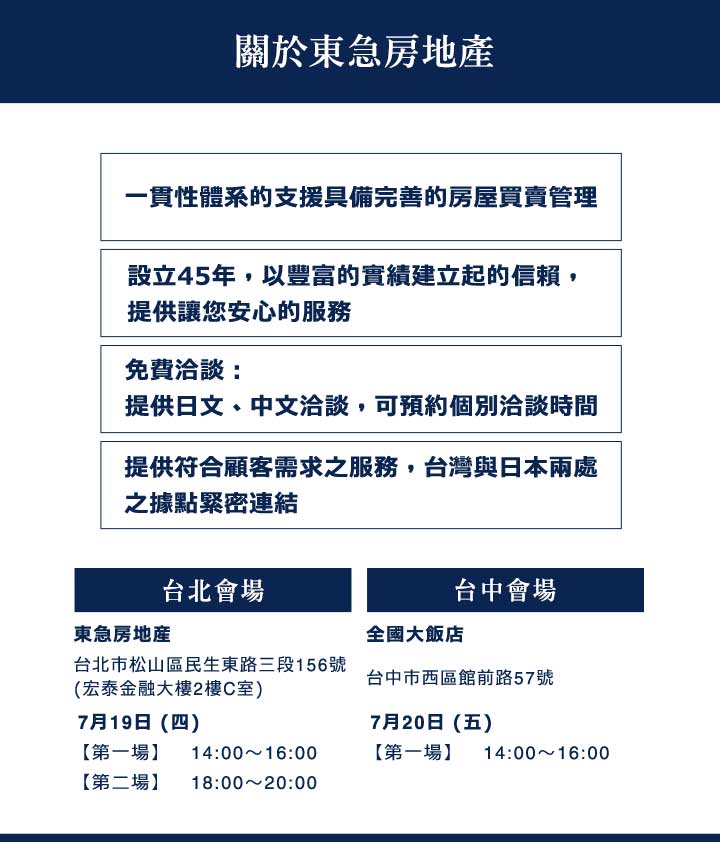 關於東急房地產
一貫性體系的支援具備完善的房屋買賣管理
設立45年，以豐富的實績建立起的信賴，
提供讓您安心的服務
免費洽談：
提供日文、中文洽談，可預約個別洽談時間
提供符合顧客需求之服務，台灣與日本兩處
之據點緊密連結
台北會場
東急房地產
台北市松山區民生東路三段156號
(宏泰金融大樓2樓C室)
7月19日 (四)
【第一場】 14:00～16:00
【第二場】 18:00～20:00
台中會場
全國大飯店
台中市西區館前路57號
7月20日 (五)
【第一場】 14:00～16:00